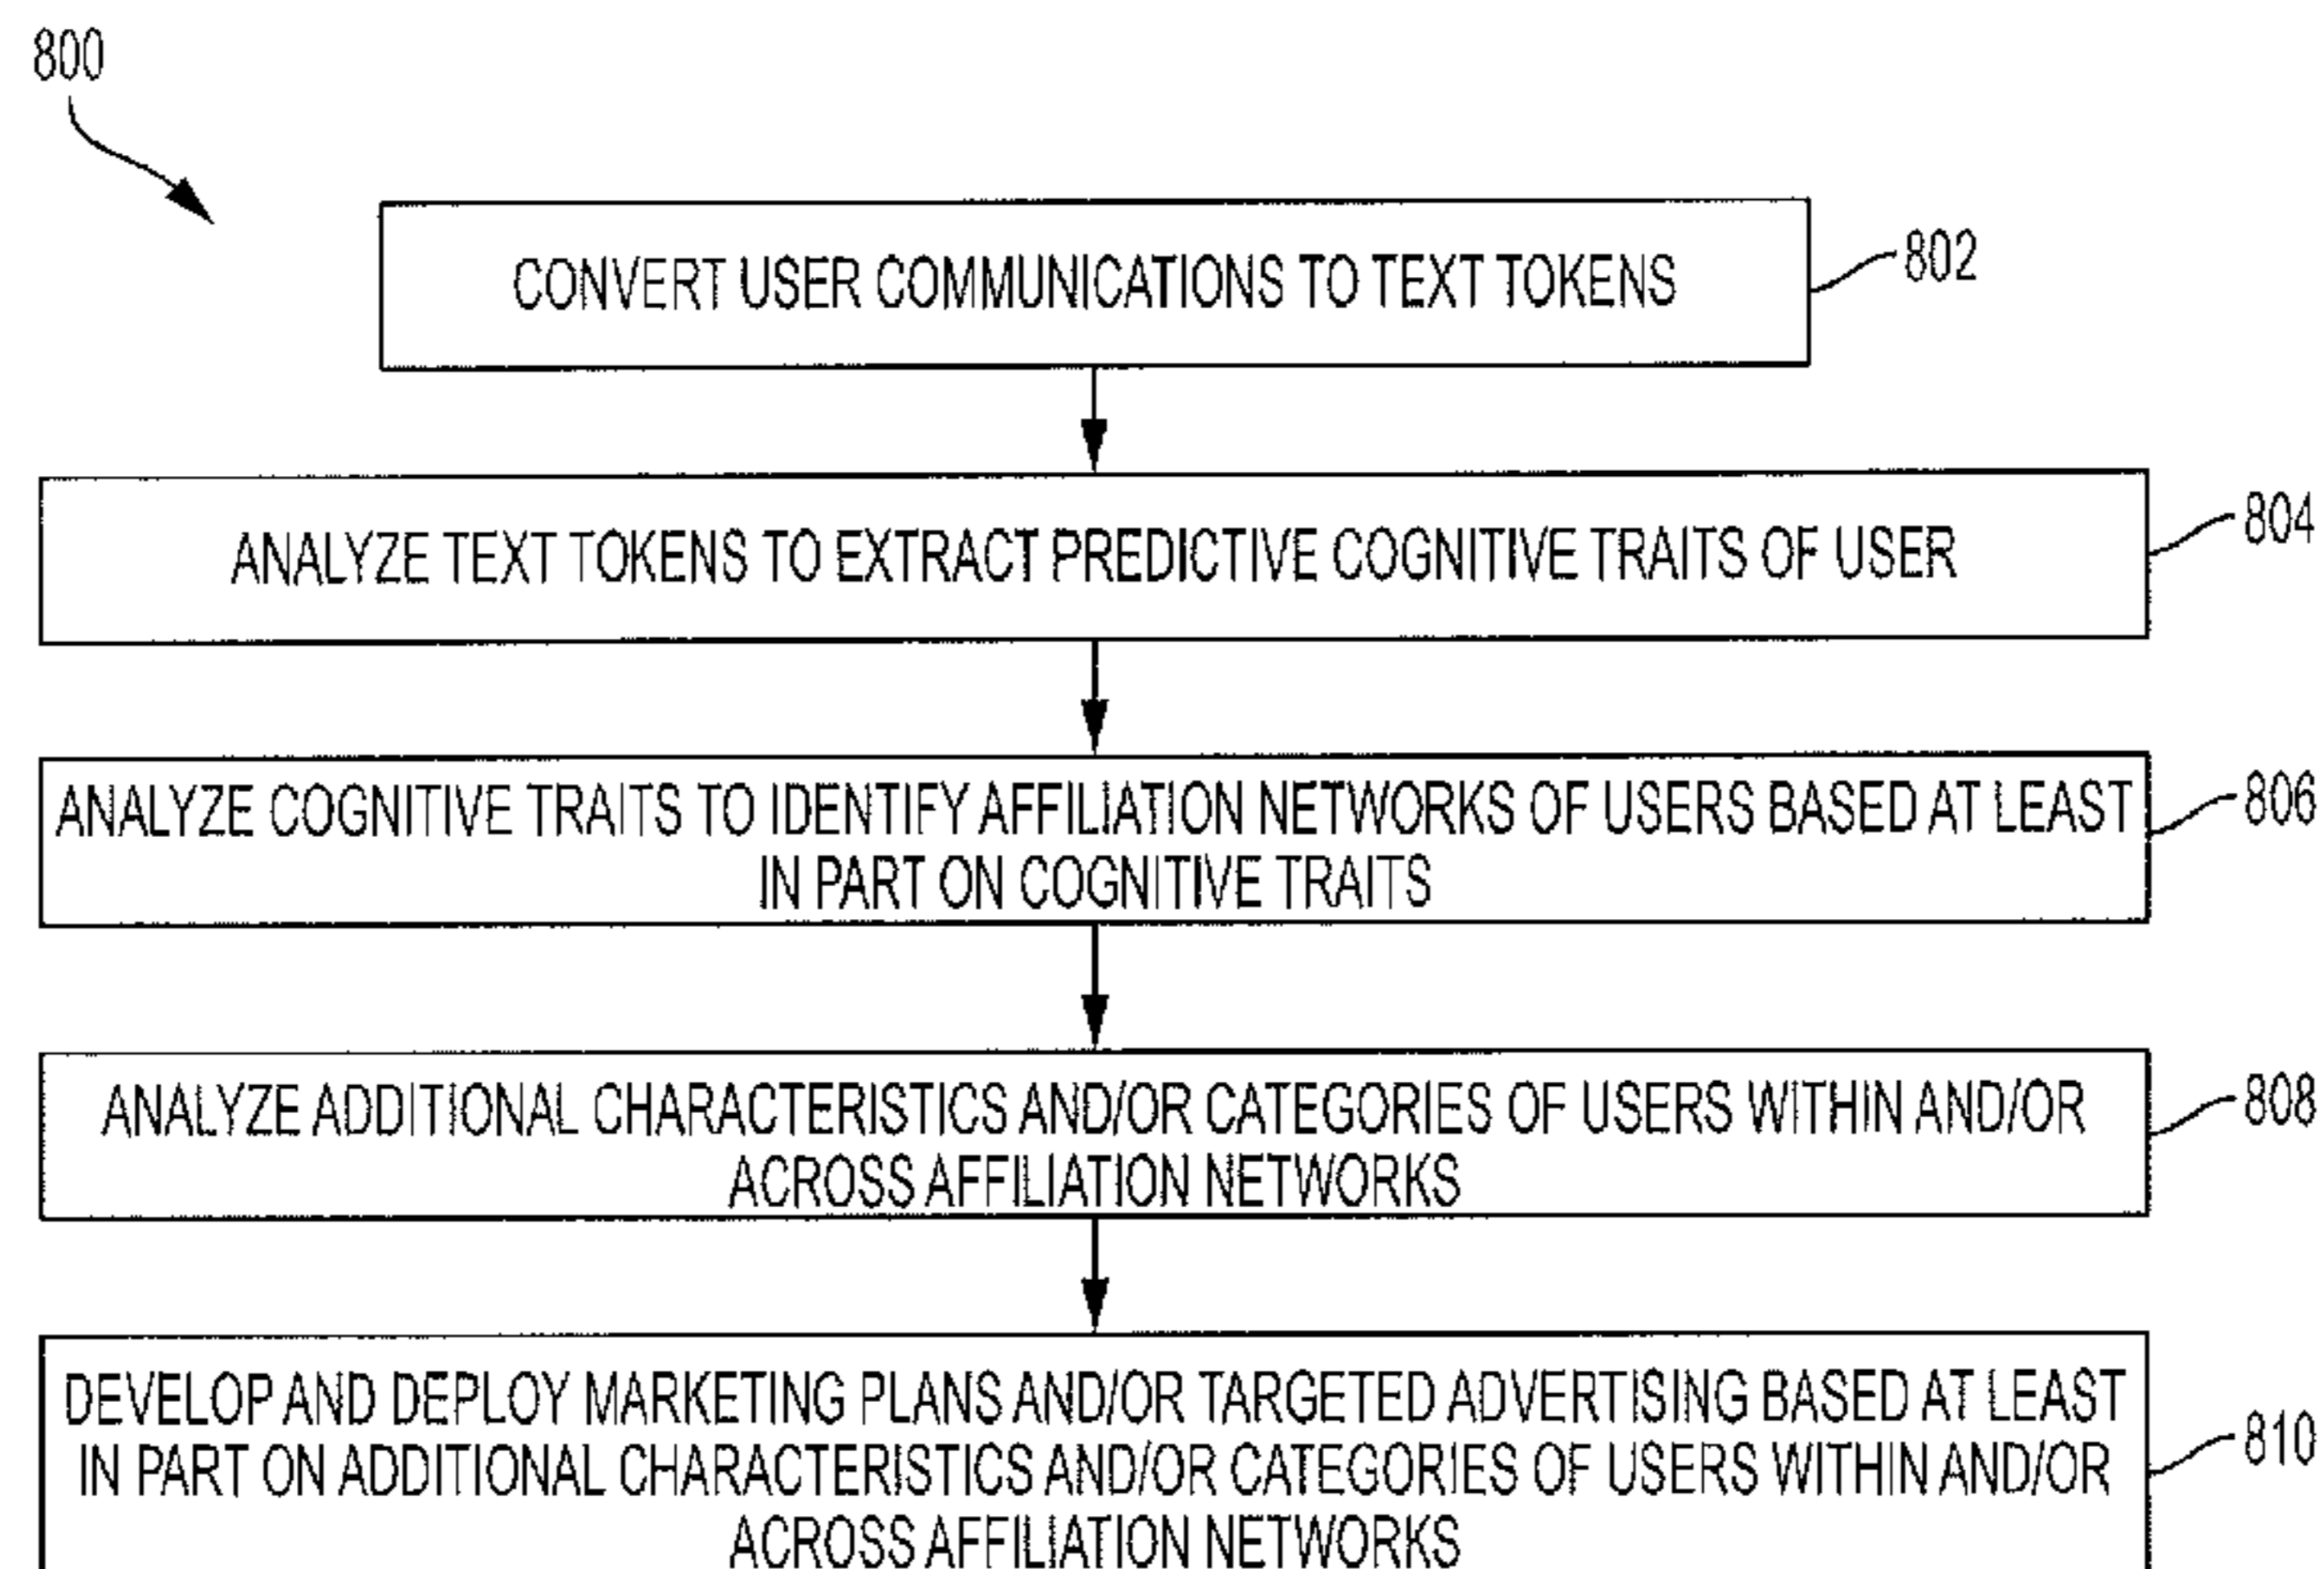 800
CONVERT USER COMMUNICATIONS TO TEXT TOKENS
802
ANALYZE TEXT TOKENS TO EXTRACT PREDICTIVE COGNITIVE TRAITS OF USER
804
ANALYZE COGNITIVE TRAITS TO IDENTIFY AFFILIATION NETWORKS OF USERS BASED AT LEAST
IN PART ON COGNITIVE TRAITS
806
ANALYZE ADDITIONAL CHARACTERISTICS AND/OR CATEGORIES OF USERS WITHIN AND/OR
ACROSS AFFILIATION NETWORKS
808
DEVELOP AND DEPLOY MARKETING PLANS AND/OR TARGETED ADVERTISING BASED AT LEAST
IN PART ON ADDITIONAL CHARACTERISTICS AND/OR CATEGORIES OF USERS WITHIN AND/OR
ACROSS AFFILIATION NETWORKS
810